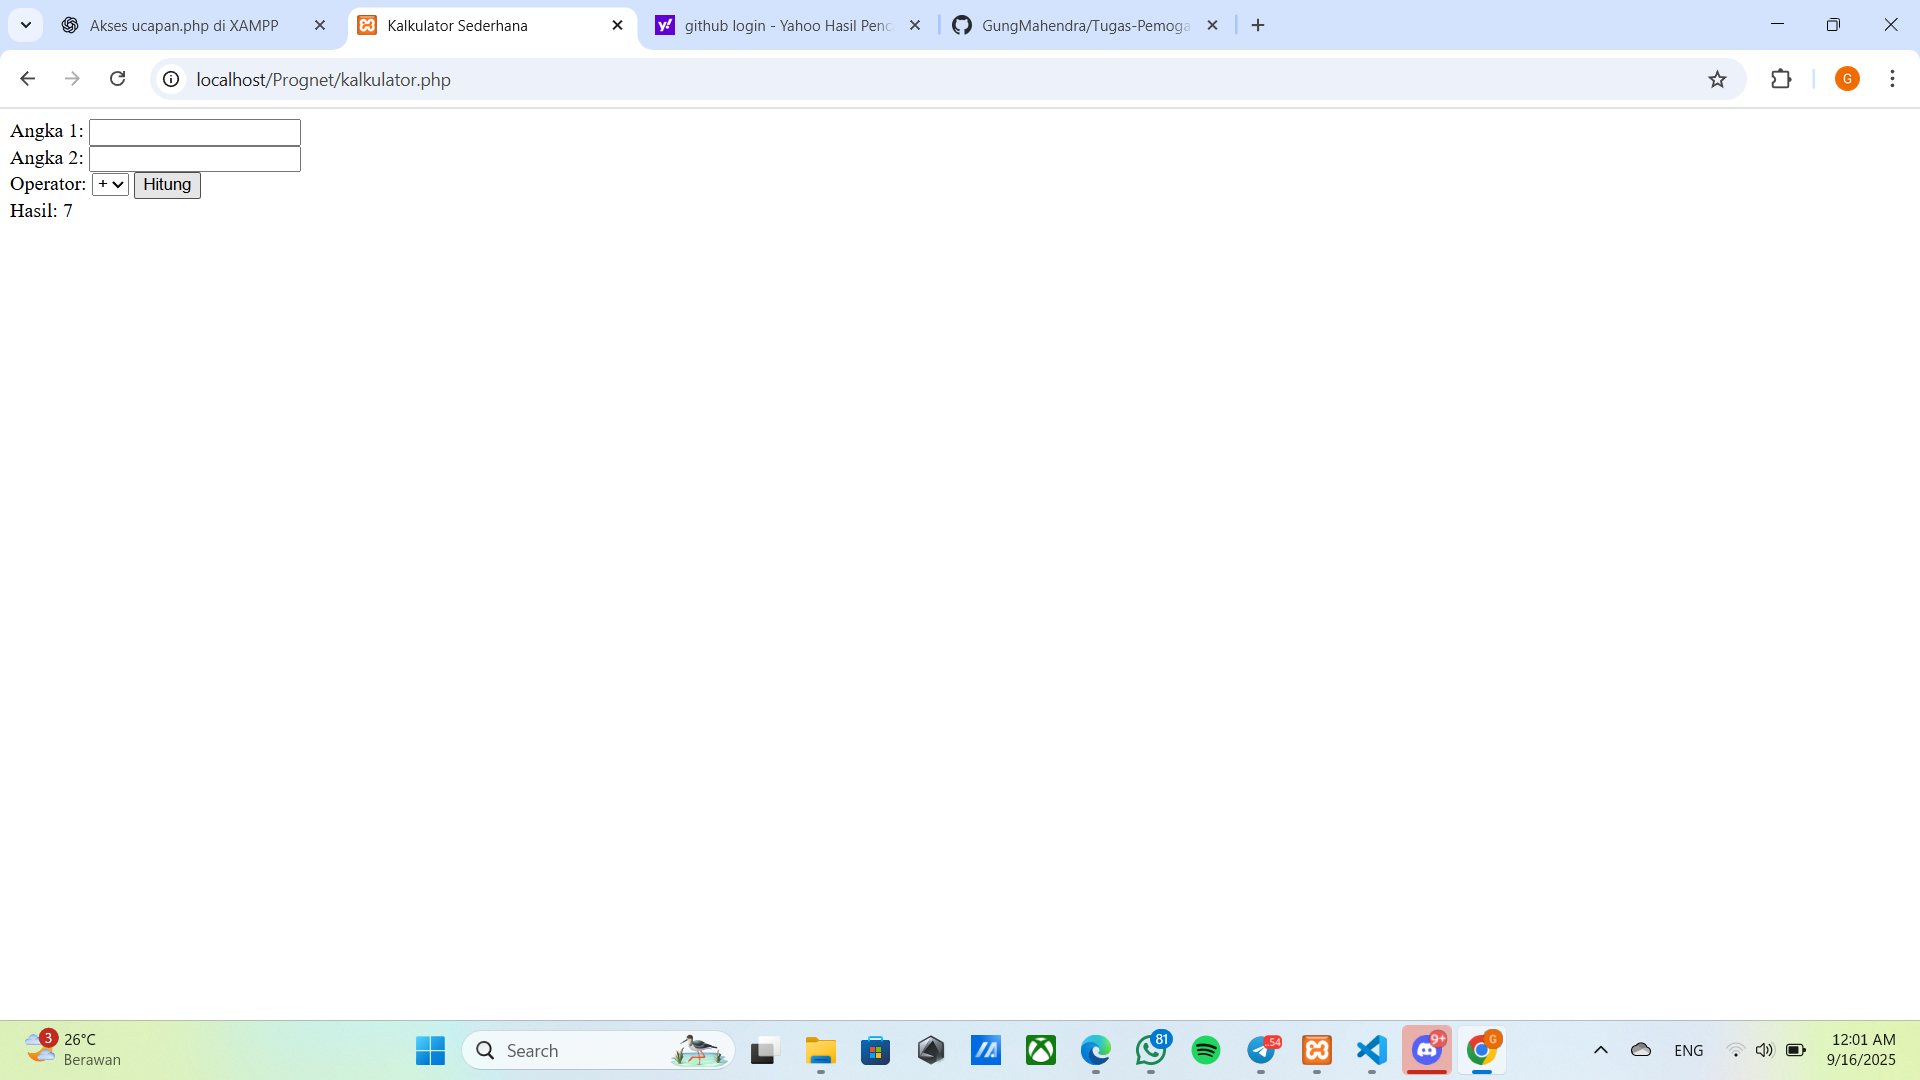 Akses ucapan.php di XAMPP
Kalkulator Sederhana
github login - Yahoo Hasil Penc
GungMahendra/Tugas-Pemoga
localhost/Prognet/kalkulator.php
G
Angka 1:
Angka 2:
Operator: + Hitung
Hasil: 7
3
26°C
Berawan
Search
81
..54
9+
G
ENG
12:01 AM
9/16/2025